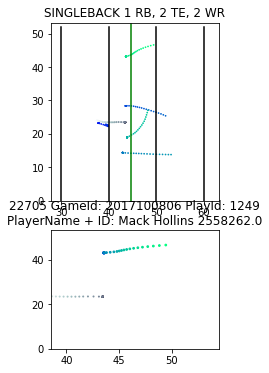 SINGLEBACK 1 RB, 2 TE, 2 WR
50
40
30
20
10
0
30 40 50 60
22705 GameId: 2017100806 PlayId: 1249
PlayerName + ID: Mack Hollins 2558262.0
40
20
0
40 45 50